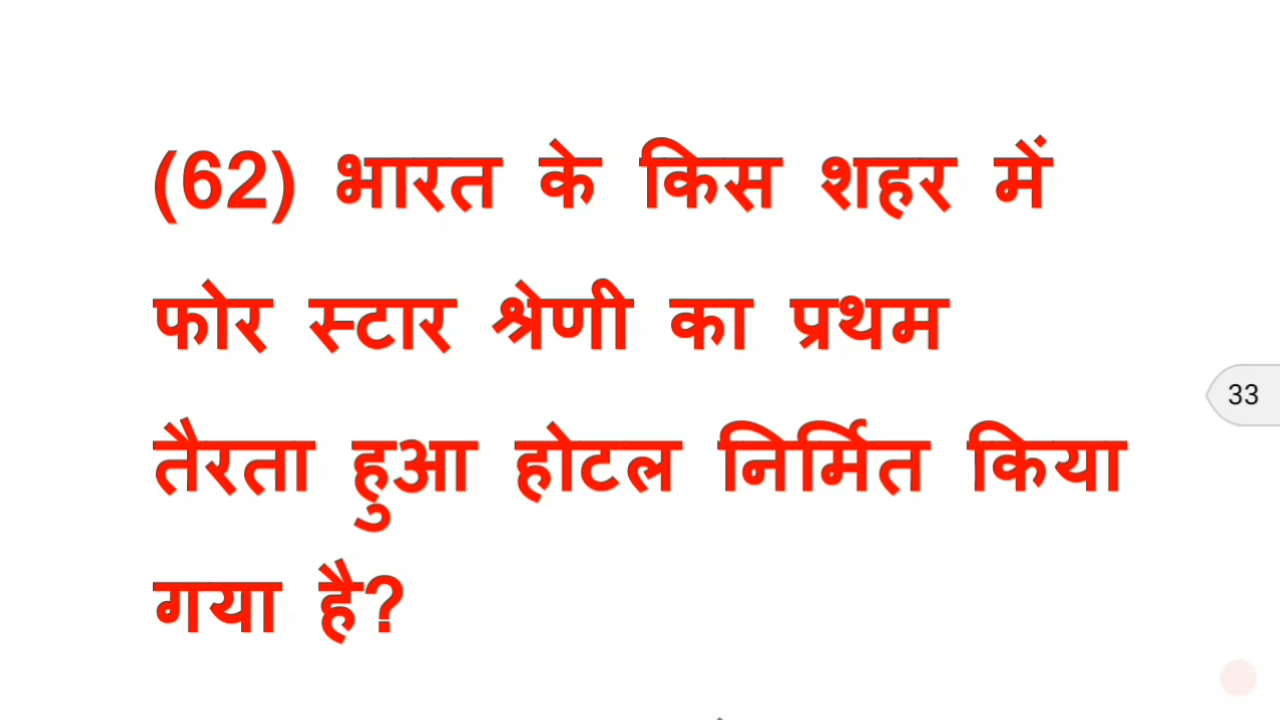 (62) भारत के किस शहर में
फोर स्टार श्रेणी का प्रथम
तैरता हुआ होटल निर्मित किया
गया है?
33